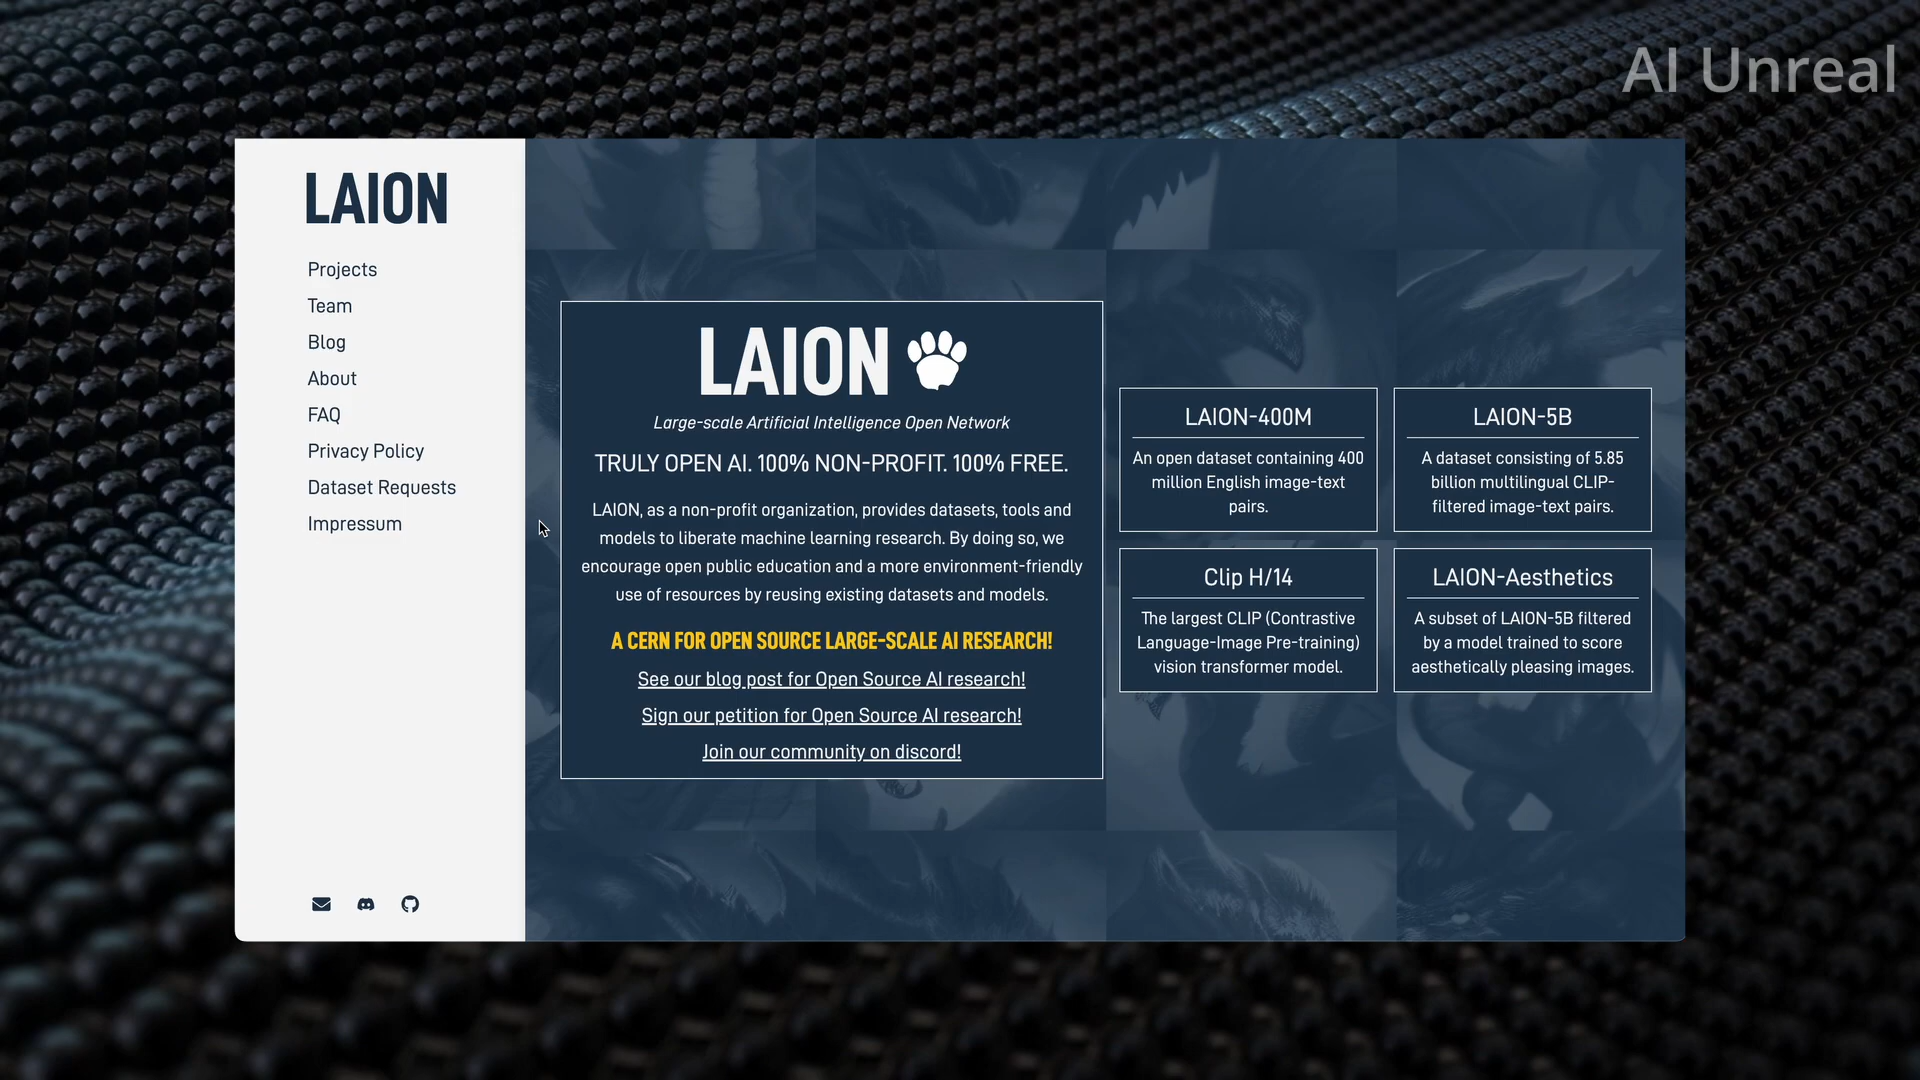 AI Unreal
LAION
Projects
Team
Blog
About
FAQ
Privacy Policy
Dataset Requests
Impressum
LAION
Large-scale Artificial Intelligence Open Network
TRULY OPEN AI. 100% NON-PROFIT. 100% FREE.
LAION, as a non-profit organization, provides datasets, tools and
models to liberate machine learning research. By doing so, we
encourage open public education and a more environment-friendly
use of resources by reusing existing datasets and models.
A CERN FOR OPEN SOURCE LARGE-SCALE AI RESEARCH!
See our blog post for Open Source AI research!
Sign our petition for Open Source AI research!
Join our community on discord!
LAION-400M
An open dataset containing 400
million English image-text
pairs.
LAION-5B
A dataset consisting of 5.85
billion multilingual CLIP-
filtered image-text pairs.
Clip H/14
The largest CLIP (Contrastive
Language-Image Pre-training)
vision transformer model.
LAION-Aesthetics
A subset of LAION-5B filtered
by a model trained to score
aesthetically pleasing images.